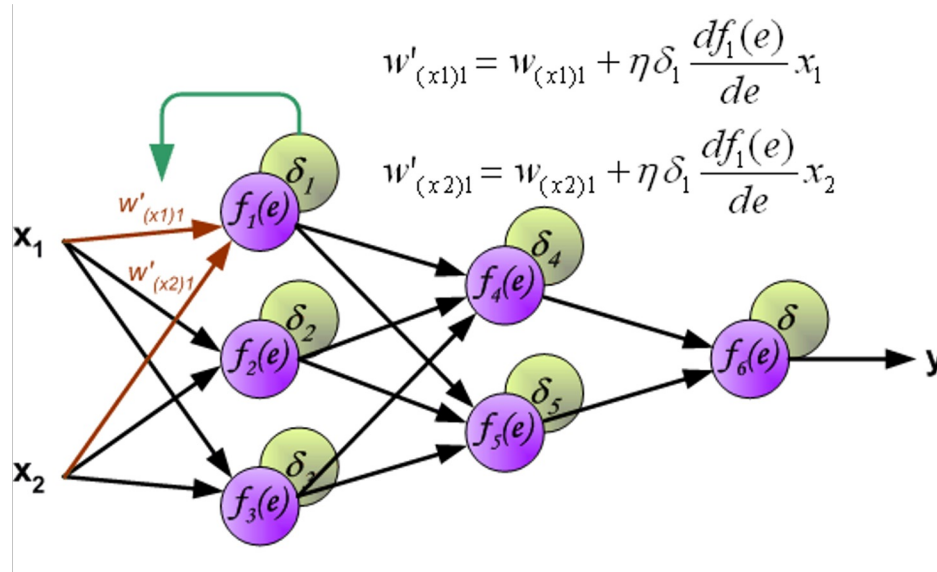 w'(x1)1 = w(x1)1 + ηδ1 df1(e)/de x1
w'(x2)1 = w(x2)1 + ηδ1 df1(e)/de x2
δ1
f1(e)
w'(x1)1
x1
w'(x2)1
δ4
f4(e)
δ2
f2(e)
δ
f6(e)
y
δ5
f5(e)
x2
δ3
f3(e)